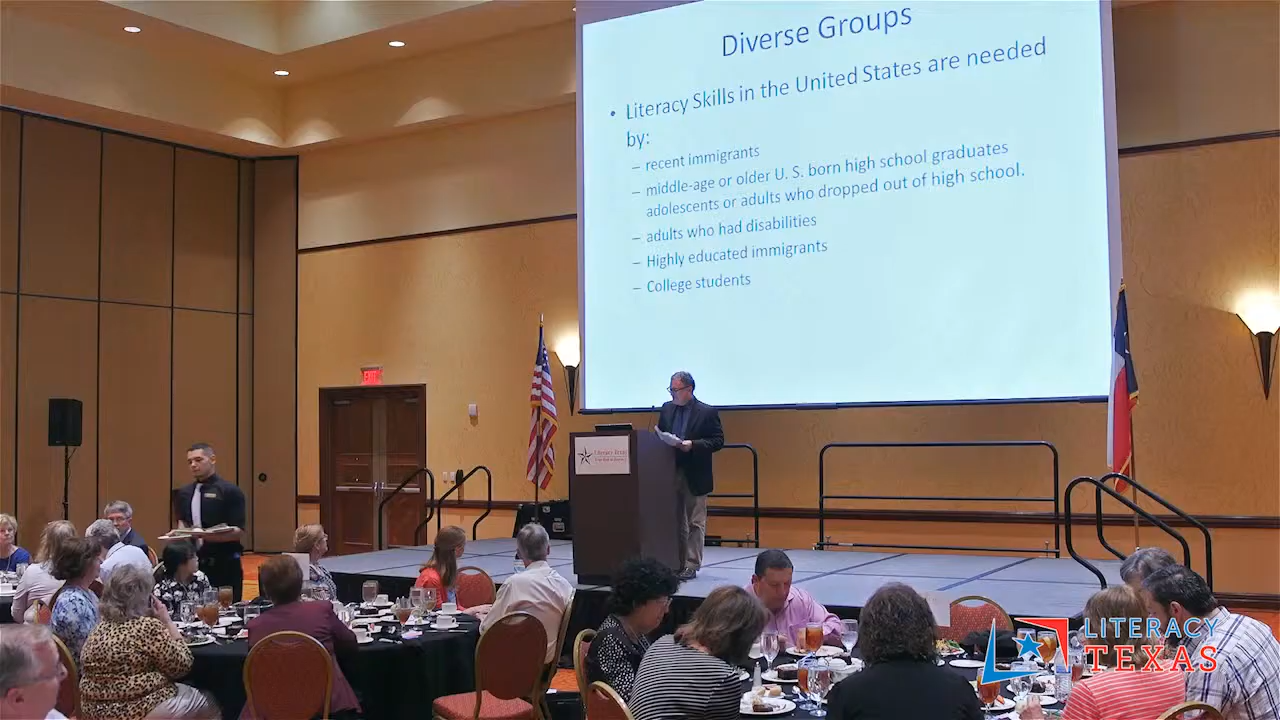 Diverse Groups
• Literacy Skills in the United States are needed
by:
– recent immigrants
– middle-age or older U. S. born high school graduates
adolescents or adults who dropped out of high school.
– adults who had disabilities
– Highly educated immigrants
– College students
EXIT
Literacy Texas
LITERACY
TEXAS